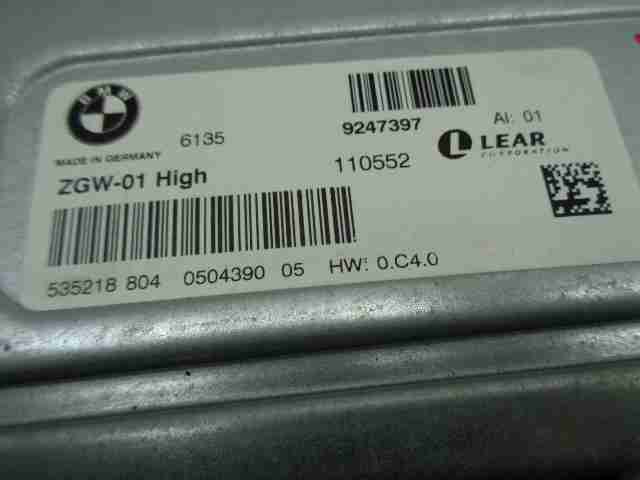 BMW
6135 9247397 AI: 01
MADE IN GERMANY
LEAR
CORPORATION
ZGW-01 High 110552
535218 804 0504390 05 HW: 0.C4.0